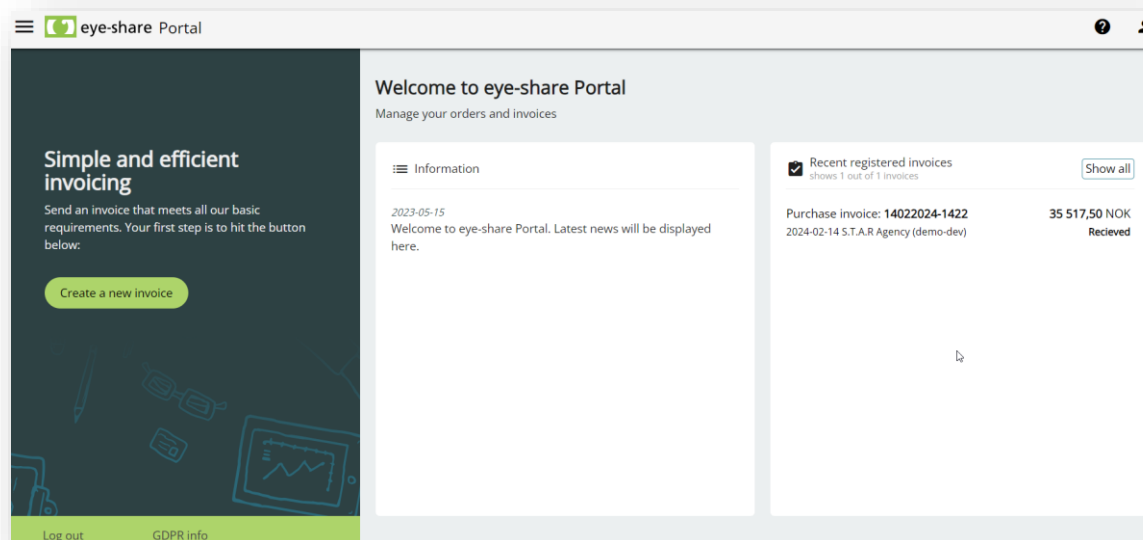 eye-share Portal
Simple and efficient
invoicing
Send an invoice that meets all our basic
requirements. Your first step is to hit the button
below:
Create a new invoice
Log out GDPR info
Welcome to eye-share Portal
Manage your orders and invoices
Information
2023-05-15
Welcome to eye-share Portal. Latest news will be displayed
here.
Recent registered invoices
shows 1 out of 1 invoices
Show all
Purchase invoice: 14022024-1422 35 517,50 NOK
2024-02-14 S.T.A.R Agency (demo-dev) Recieved